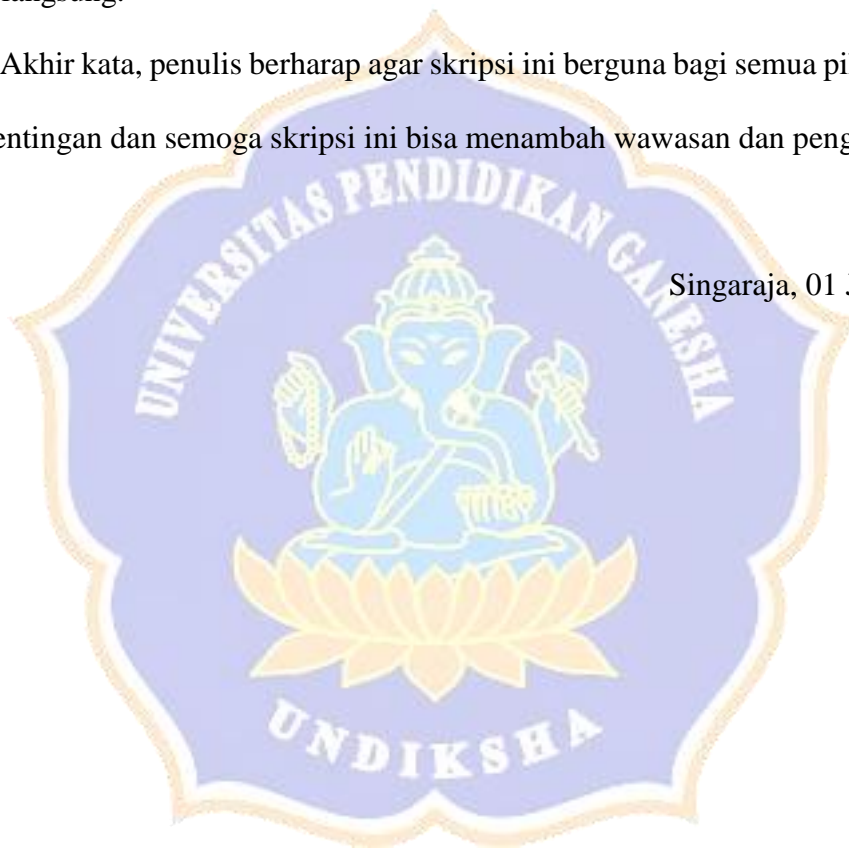 langsung.
Akhir kata, penulis berharap agar skripsi ini berguna bagi semua pi
entingan dan semoga skripsi ini bisa menambah wawasan dan peng
UNIVERSITAS PENDIDIKAN GANESHA
Singaraja, 01 J
UNDIKSHA